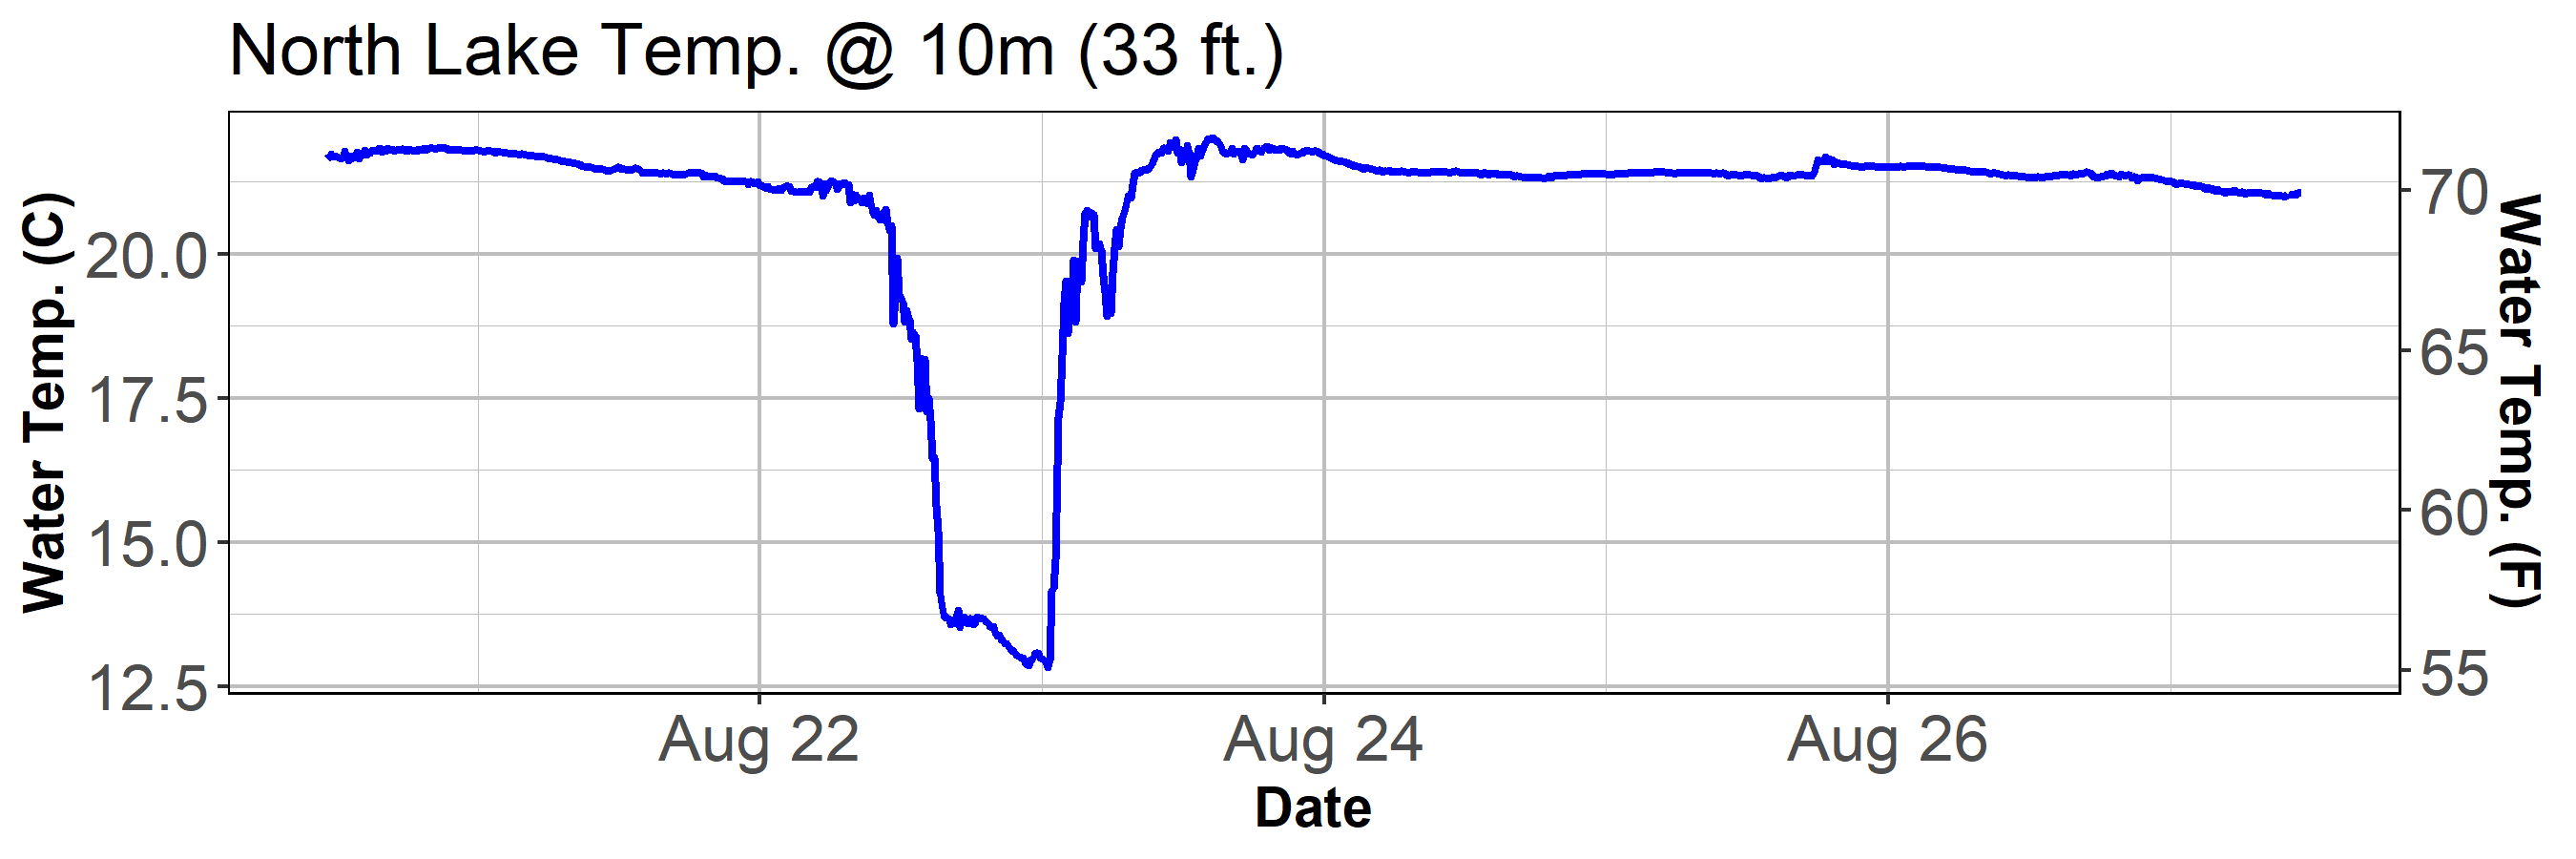 North Lake Temp. @ 10m (33 ft.)
Water Temp. (C)
20.0
17.5
15.0
12.5
70
65
60
55
Water Temp. (F)
Aug 22
Aug 24
Aug 26
Date